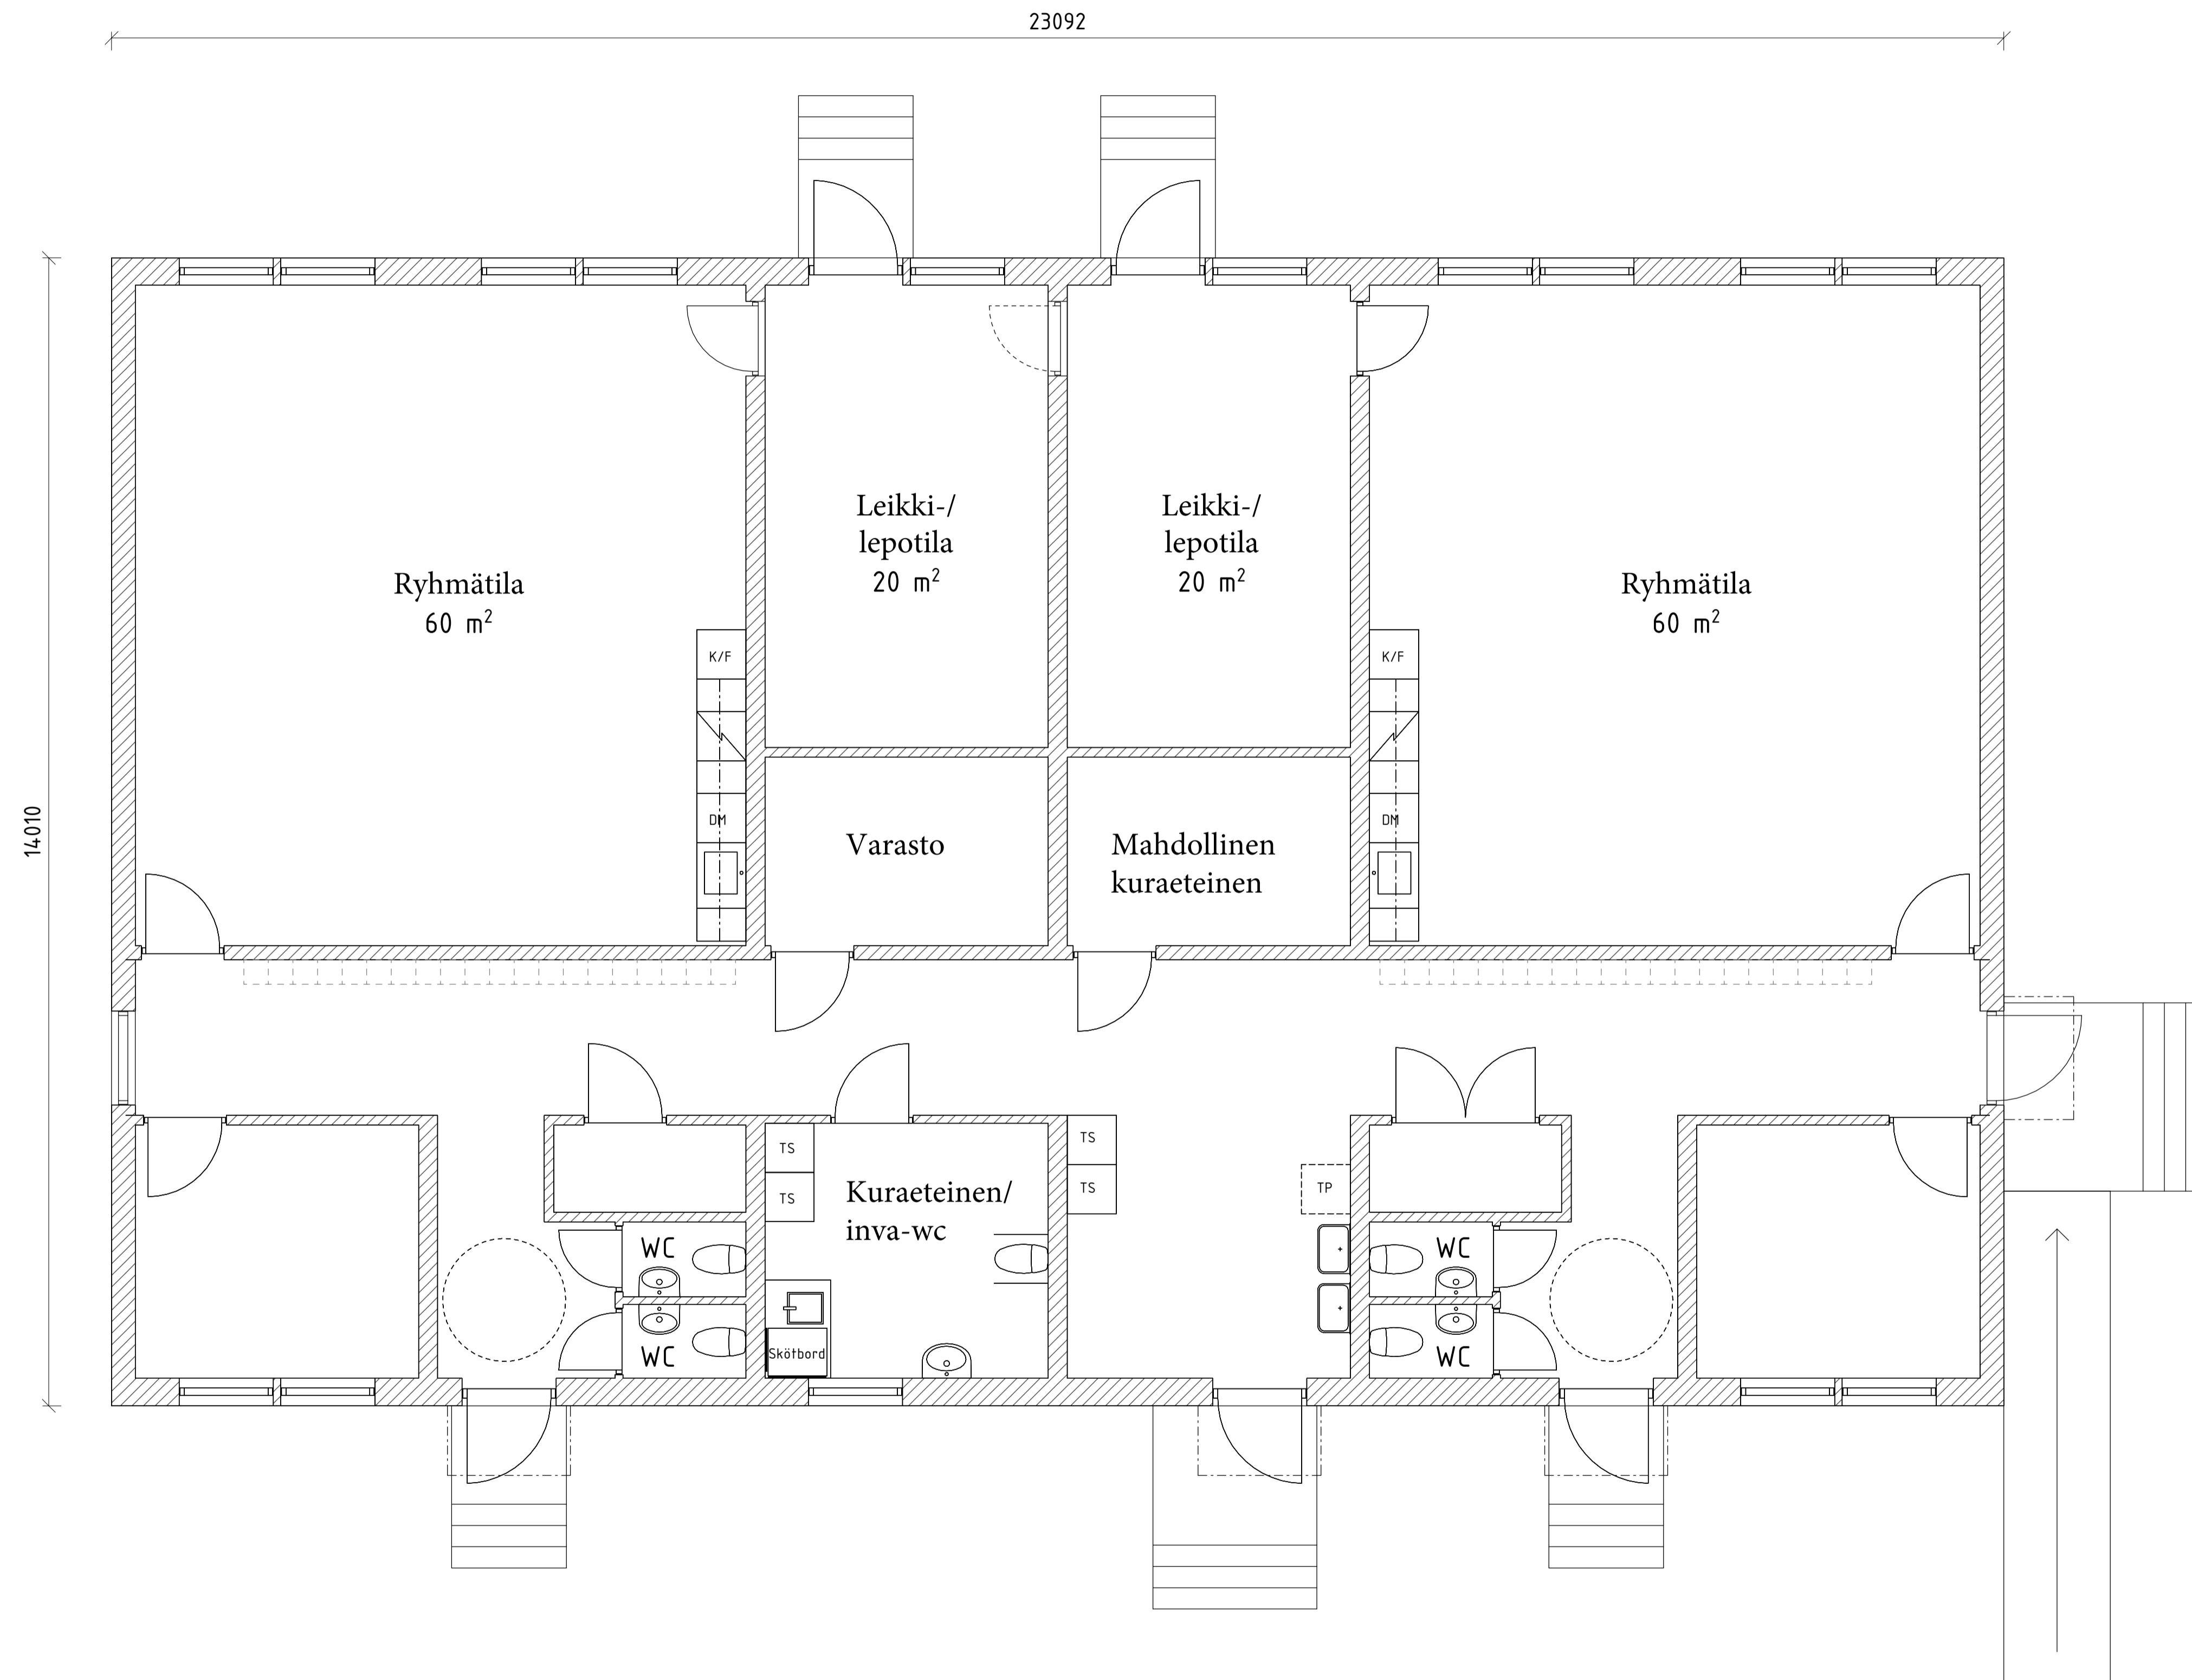 23092
14010
Leikki-/
lepotila
20 m²
Leikki-/
lepotila
20 m²
Ryhmätila
60 m²
Ryhmätila
60 m²
K/F
K/F
DM
DM
Varasto
Mahdollinen
kuraeteinen
TS
TS
TS
TS
Kuraeteinen/
inva-wc
TP
WC
WC
WC
WC
Skötbord